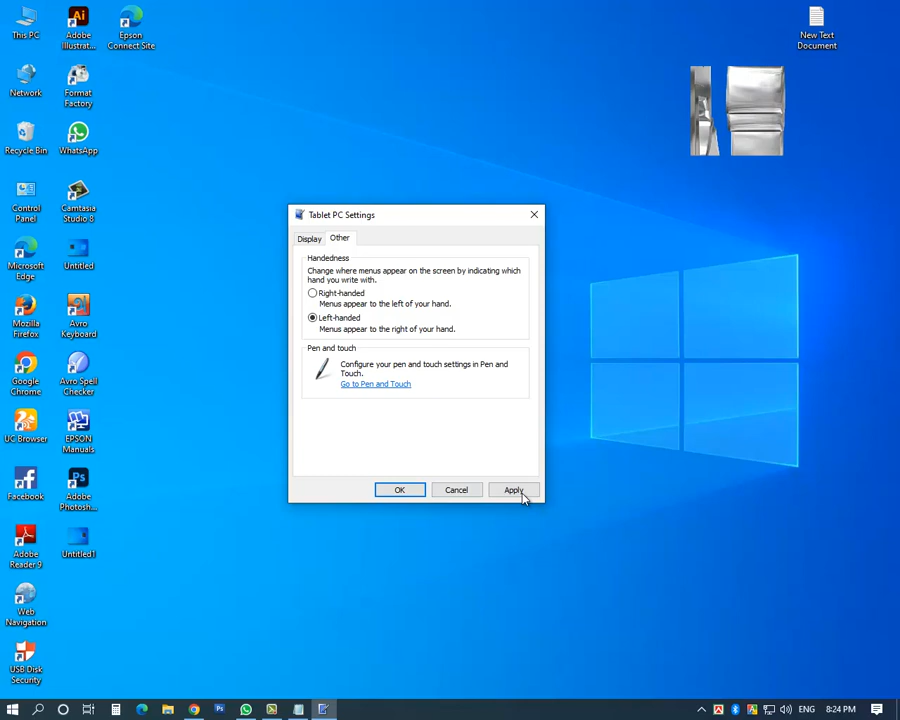 This PC
Adobe
Illustrat...
Epson
Connect Site
New Text
Document
Network
Format
Factory
Recycle Bin
WhatsApp
Control
Panel
Camtasia
Studio 8
Microsoft
Edge
Untitled
Mozilla
Firefox
Avro
Keyboard
Google
Chrome
Avro Spell
Checker
UC Browser
EPSON
Manuals
Facebook
Adobe
Photosh...
Adobe
Reader 9
Untitled1
Web
Navigation
USB Disk
Security
Tablet PC Settings
Display
Other
Handedness
Change where menus appear on the screen by indicating which
hand you write with.
Right-handed
Menus appear to the left of your hand.
Left-handed
Menus appear to the right of your hand.
Pen and touch
Configure your pen and touch settings in Pen and
Touch.
Go to Pen and Touch
OK
Cancel
Apply
ENG
8:24 PM